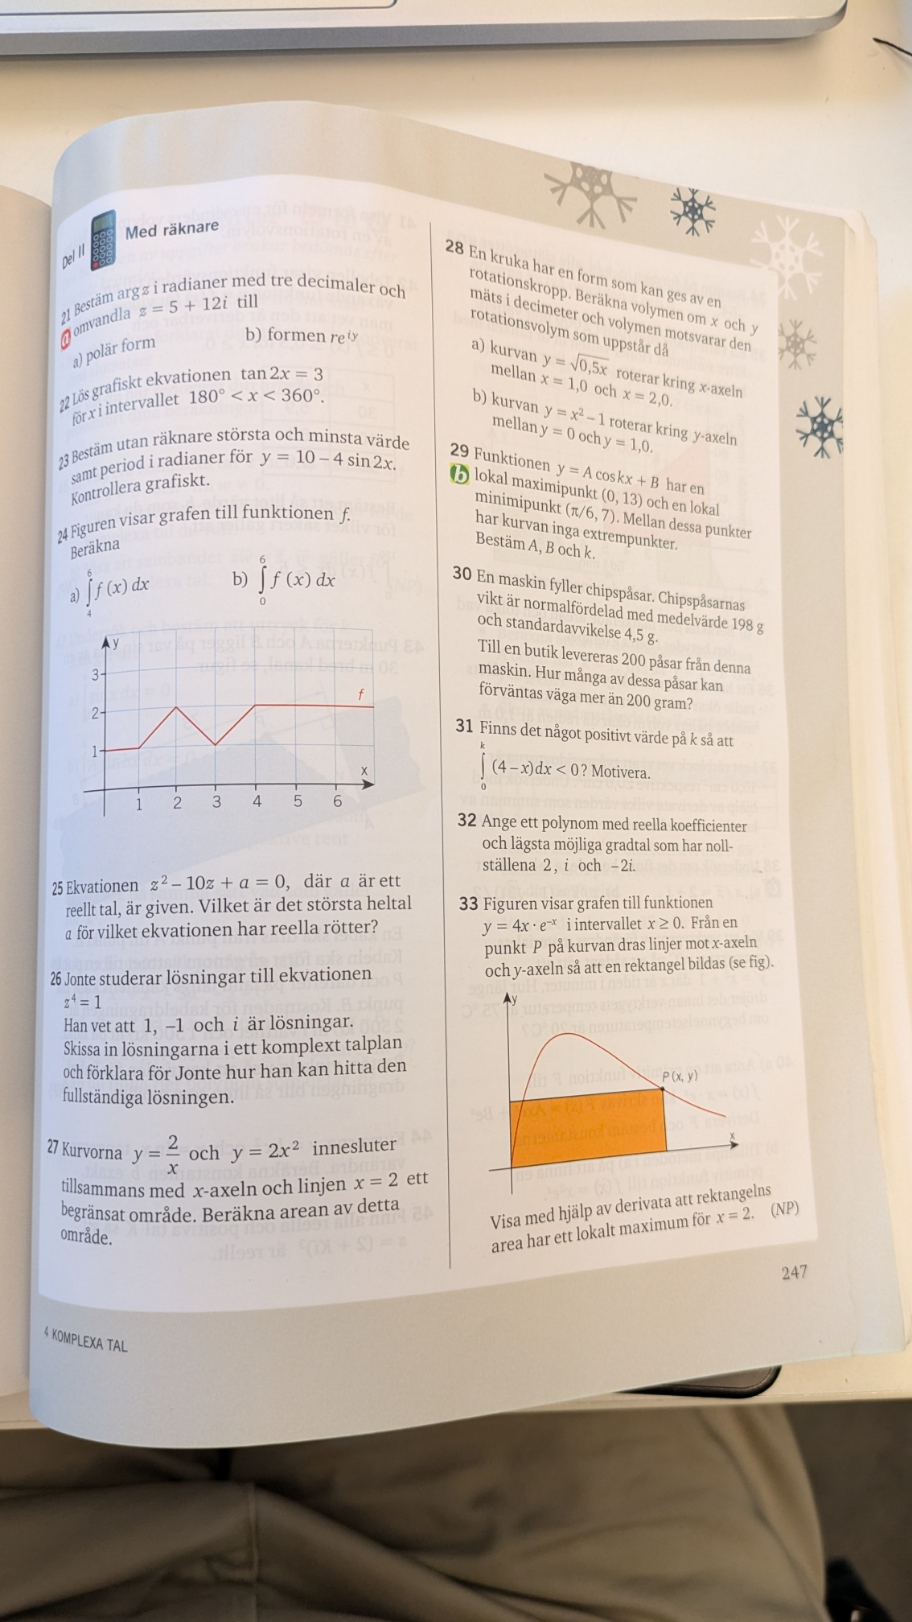 Del II
Med räknare
21 Bestäm arg z i radianer med tre decimaler och
a omvandla z = 5 + 12i till
a) polär form b) formen re^iy
22 Lös grafiskt ekvationen tan 2x = 3
för x i intervallet 180° < x < 360°.
23 Bestäm utan räknare största och minsta värde
samt period i radianer för y = 10 – 4 sin 2x.
Kontrollera grafiskt.
24 Figuren visar grafen till funktionen f.
Beräkna
a) ∫₄⁶ f (x) dx b) ∫₀⁶ f (x) dx
y
3
2
1
f
x
1 2 3 4 5 6
25 Ekvationen z² – 10z + a = 0, där a är ett
reellt tal, är given. Vilket är det största heltal
a för vilket ekvationen har reella rötter?
26 Jonte studerar lösningar till ekvationen
z⁴ = 1
Han vet att 1, –1 och i är lösningar.
Skissa in lösningarna i ett komplext talplan
och förklara för Jonte hur han kan hitta den
fullständiga lösningen.
27 Kurvorna y = 2/x och y = 2x² innesluter
tillsammans med x-axeln och linjen x = 2 ett
begränsat område. Beräkna arean av detta
område.
4 KOMPLEXA TAL
28 En kruka har en form som kan ges av en
rotationskropp. Beräkna volymen om x och y
mäts i decimeter och volymen motsvarar den
rotationsvolym som uppstår då
a) kurvan y = √0,5x roterar kring x-axeln
mellan x = 1,0 och x = 2,0.
b) kurvan y = x² – 1 roterar kring y-axeln
mellan y = 0 och y = 1,0.
29 Funktionen y = A cos kx + B har en
b lokal maximipunkt (0, 13) och en lokal
minimipunkt (π/6, 7). Mellan dessa punkter
har kurvan inga extrempunkter.
Bestäm A, B och k.
30 En maskin fyller chipspåsar. Chipspåsarnas
vikt är normalfördelad med medelvärde 198 g
och standardavvikelse 4,5 g.
Till en butik levereras 200 påsar från denna
maskin. Hur många av dessa påsar kan
förväntas väga mer än 200 gram?
31 Finns det något positivt värde på k så att
∫₀ᵏ (4 – x) dx < 0? Motivera.
32 Ange ett polynom med reella koefficienter
och lägsta möjliga gradtal som har noll-
ställena 2, i och –2i.
33 Figuren visar grafen till funktionen
y = 4x · e⁻ˣ i intervallet x ≥ 0. Från en
punkt P på kurvan dras linjer mot x-axeln
och y-axeln så att en rektangel bildas (se fig).
y
P (x, y)
x
Visa med hjälp av derivata att rektangelns
area har ett lokalt maximum för x = 2. (NP)
247